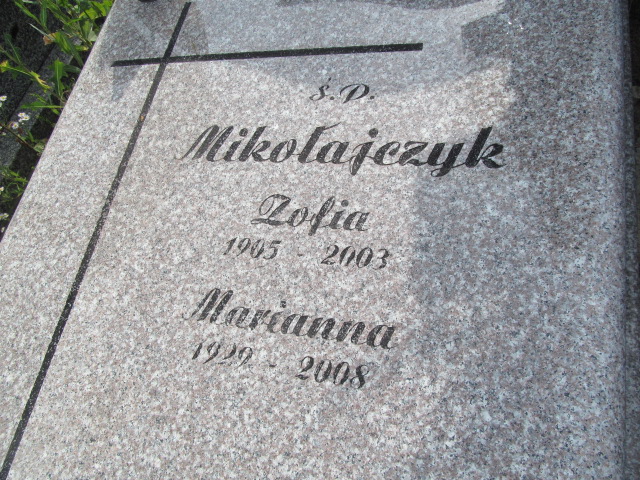 Ś.P.
Mikołajczyk
Zofia
1905 - 2003
Marianna
1929 - 2008